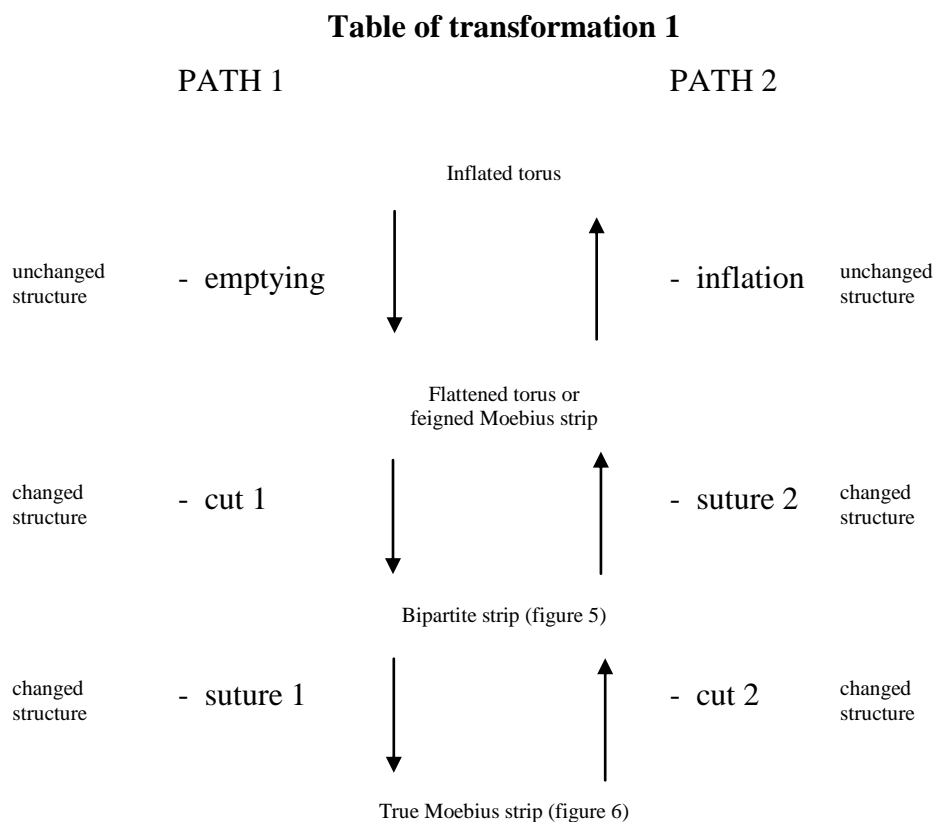 Table of transformation 1
PATH 1
PATH 2
Inflated torus
unchanged
structure
- emptying
- inflation
unchanged
structure
Flattened torus or
feigned Moebius strip
changed
structure
- cut 1
- suture 2
changed
structure
Bipartite strip (figure 5)
changed
structure
- suture 1
- cut 2
changed
structure
True Moebius strip (figure 6)